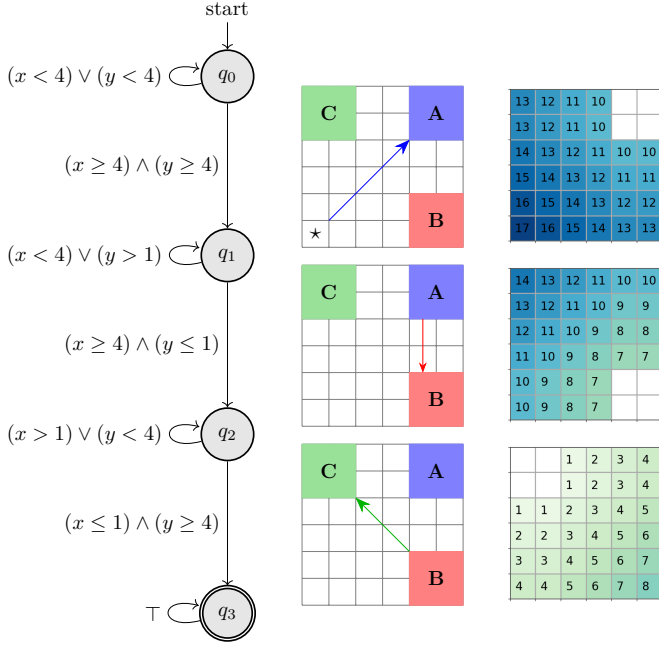 start
q0
(x < 4) ∨ (y < 4)
(x ≥ 4) ∧ (y ≥ 4)
q1
(x < 4) ∨ (y > 1)
(x ≥ 4) ∧ (y ≤ 1)
q2
(x > 1) ∨ (y < 4)
(x ≤ 1) ∧ (y ≥ 4)
q3
⊤
C A
B
⋆
C A
B
C A
B
13 12 11 10
13 12 11 10
14 13 12 11 10 10
15 14 13 12 11 11
16 15 14 13 12 12
17 16 15 14 13 13
14 13 12 11 10 10
13 12 11 10 9 9
12 11 10 9 8 8
11 10 9 8 7 7
10 9 8 7
10 9 8 7
1 2 3 4
1 2 3 4
1 1 2 3 4 5
2 2 3 4 5 6
3 3 4 5 6 7
4 4 5 6 7 8